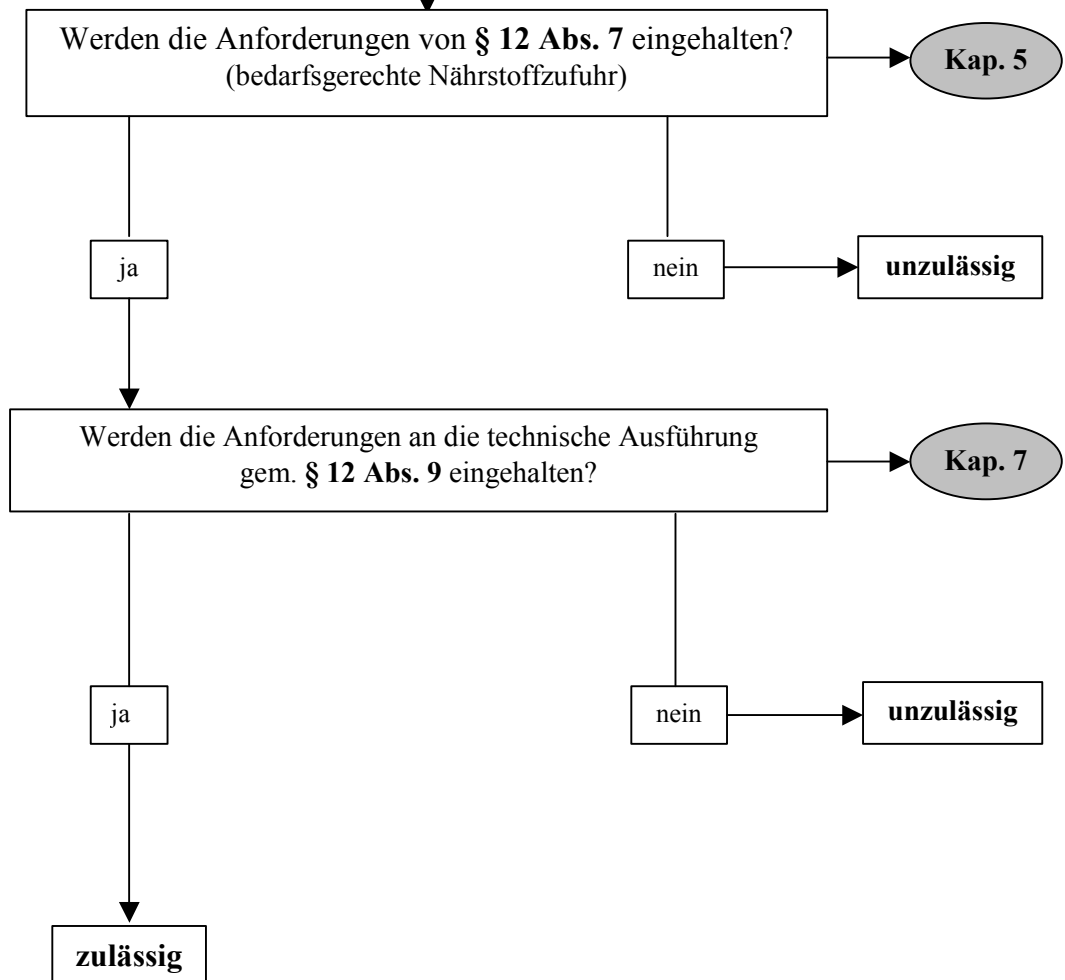 Werden die Anforderungen von § 12 Abs. 7 eingehalten?
(bedarfsgerechte Nährstoffzufuhr)
Kap. 5
ja
nein
unzulässig
Werden die Anforderungen an die technische Ausführung
gem. § 12 Abs. 9 eingehalten?
Kap. 7
ja
nein
unzulässig
zulässig